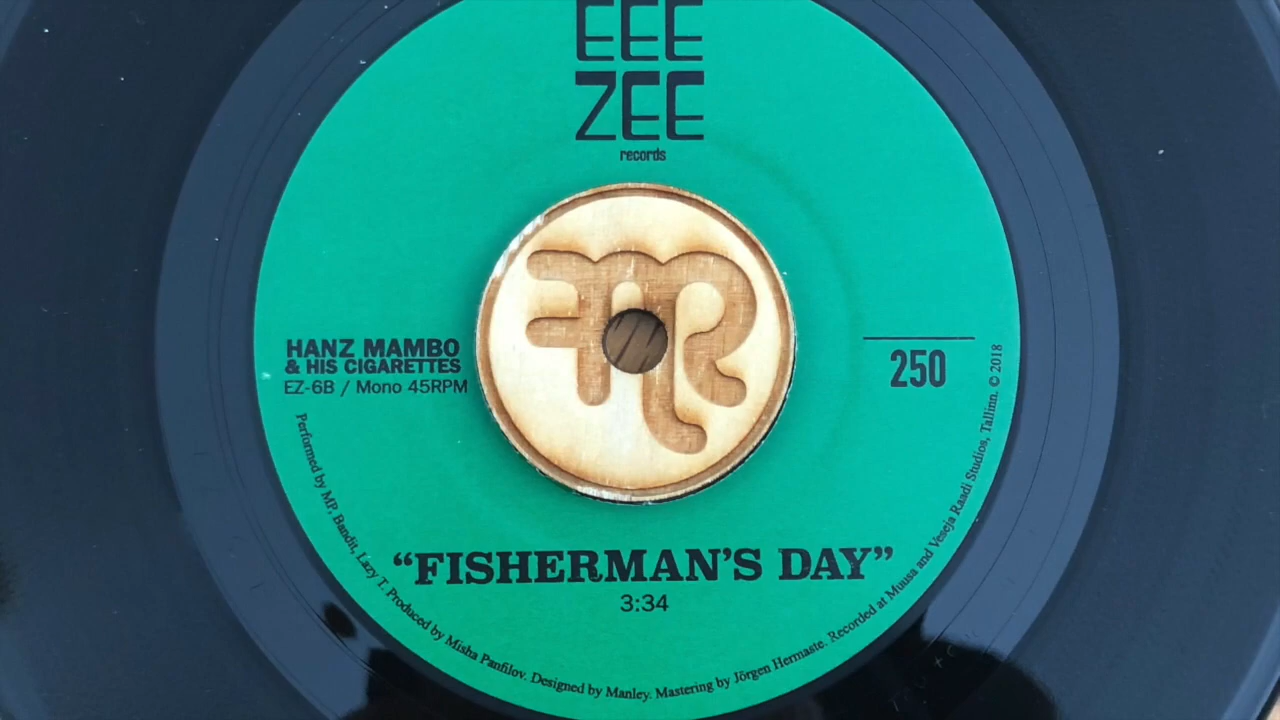 EEE
ZEE
records
HANZ MAMBO
& HIS CIGARETTES
EZ-6B / Mono 45RPM
250
"FISHERMAN'S DAY"
3:34
Performed by MP, Bandit, Lazy T. Produced by Misha Panfilov. Designed by Manley. Mastering by Jörgen Hermaste. Recorded at Muusa and Veseja Raadi Studios, Tallinn. © 2018